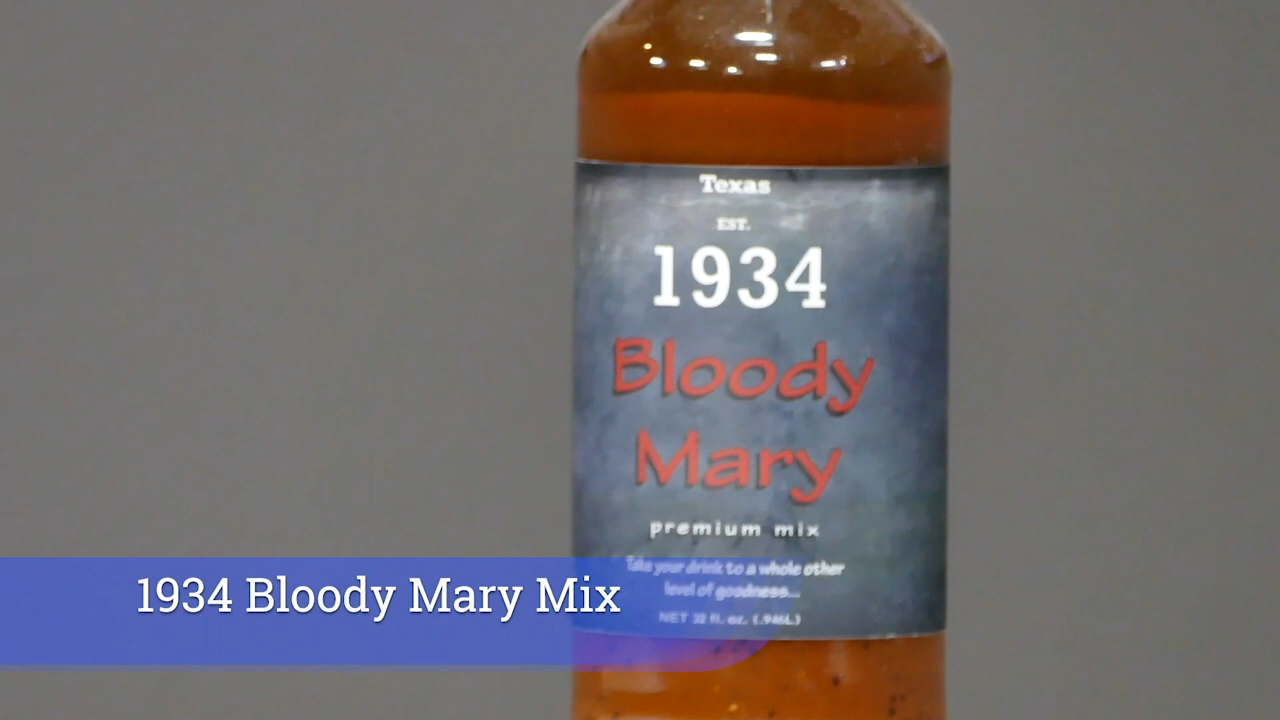 Texas
EST.
1934
Bloody
Mary
premium mix
Take your drink to a whole other
level of goodness...
NET 32 fl. oz. (.946L)
1934 Bloody Mary Mix